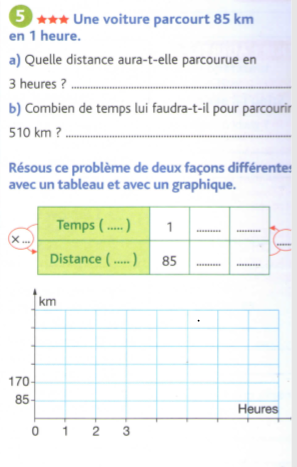 5 ★★★ Une voiture parcourt 85 km
en 1 heure.
a) Quelle distance aura-t-elle parcourue en
3 heures ? ..............................
b) Combien de temps lui faudra-t-il pour parcourir
510 km ? ..............................
Résous ce problème de deux façons différentes
avec un tableau et avec un graphique.
Temps ( ..... ) 1 ......... .........
× ... ......
Distance ( ..... ) 85 ......... .........
km
170
85
Heures
0 1 2 3